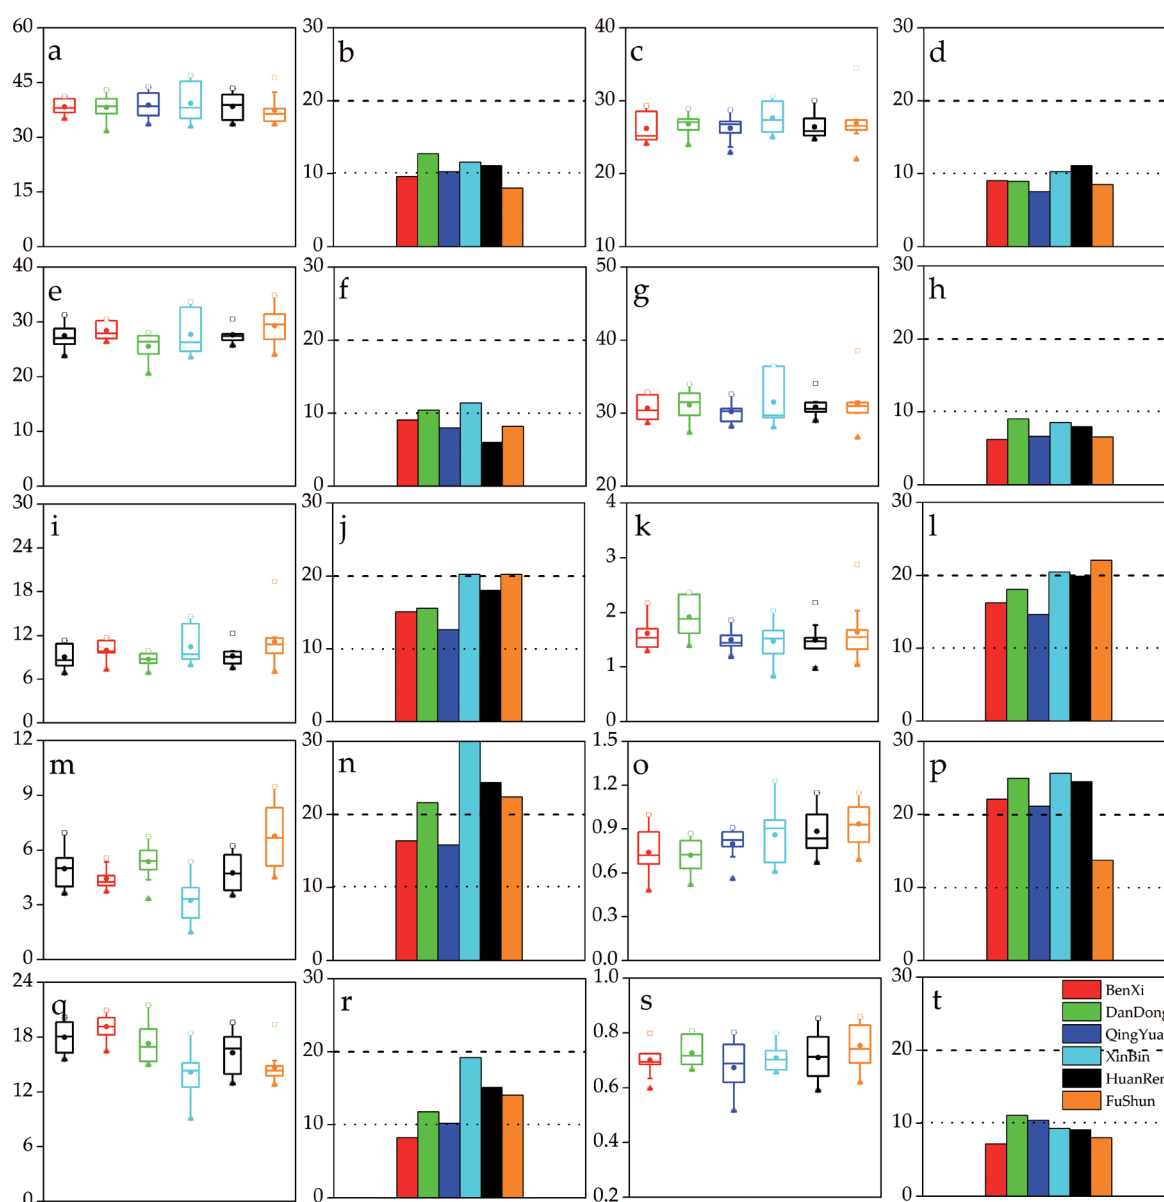 60 30 30 30
a b c d
45 20 30 20
30
15 10 20 10
0 0 10 0
40 30 50 30
e f g h
30 20 40 20
20
10 10 30 10
0 0 20 0
30 30 4 30
i j k l
24 3
18 20 2 20
12
6 10 1 10
0 0 0 0
12 30 1.5 30
m n o p
9 20 1.2 20
6 0.9
3 10 0.6 10
0.3
0 0 0.0 0
24 30 1.0 30
q r s t
BenXi
DanDong
18 20 0.8 20
QingYua
XinBin
12 0.6
HuanRen
FuShun
6 10 0.4 10
0 0 0.2 0